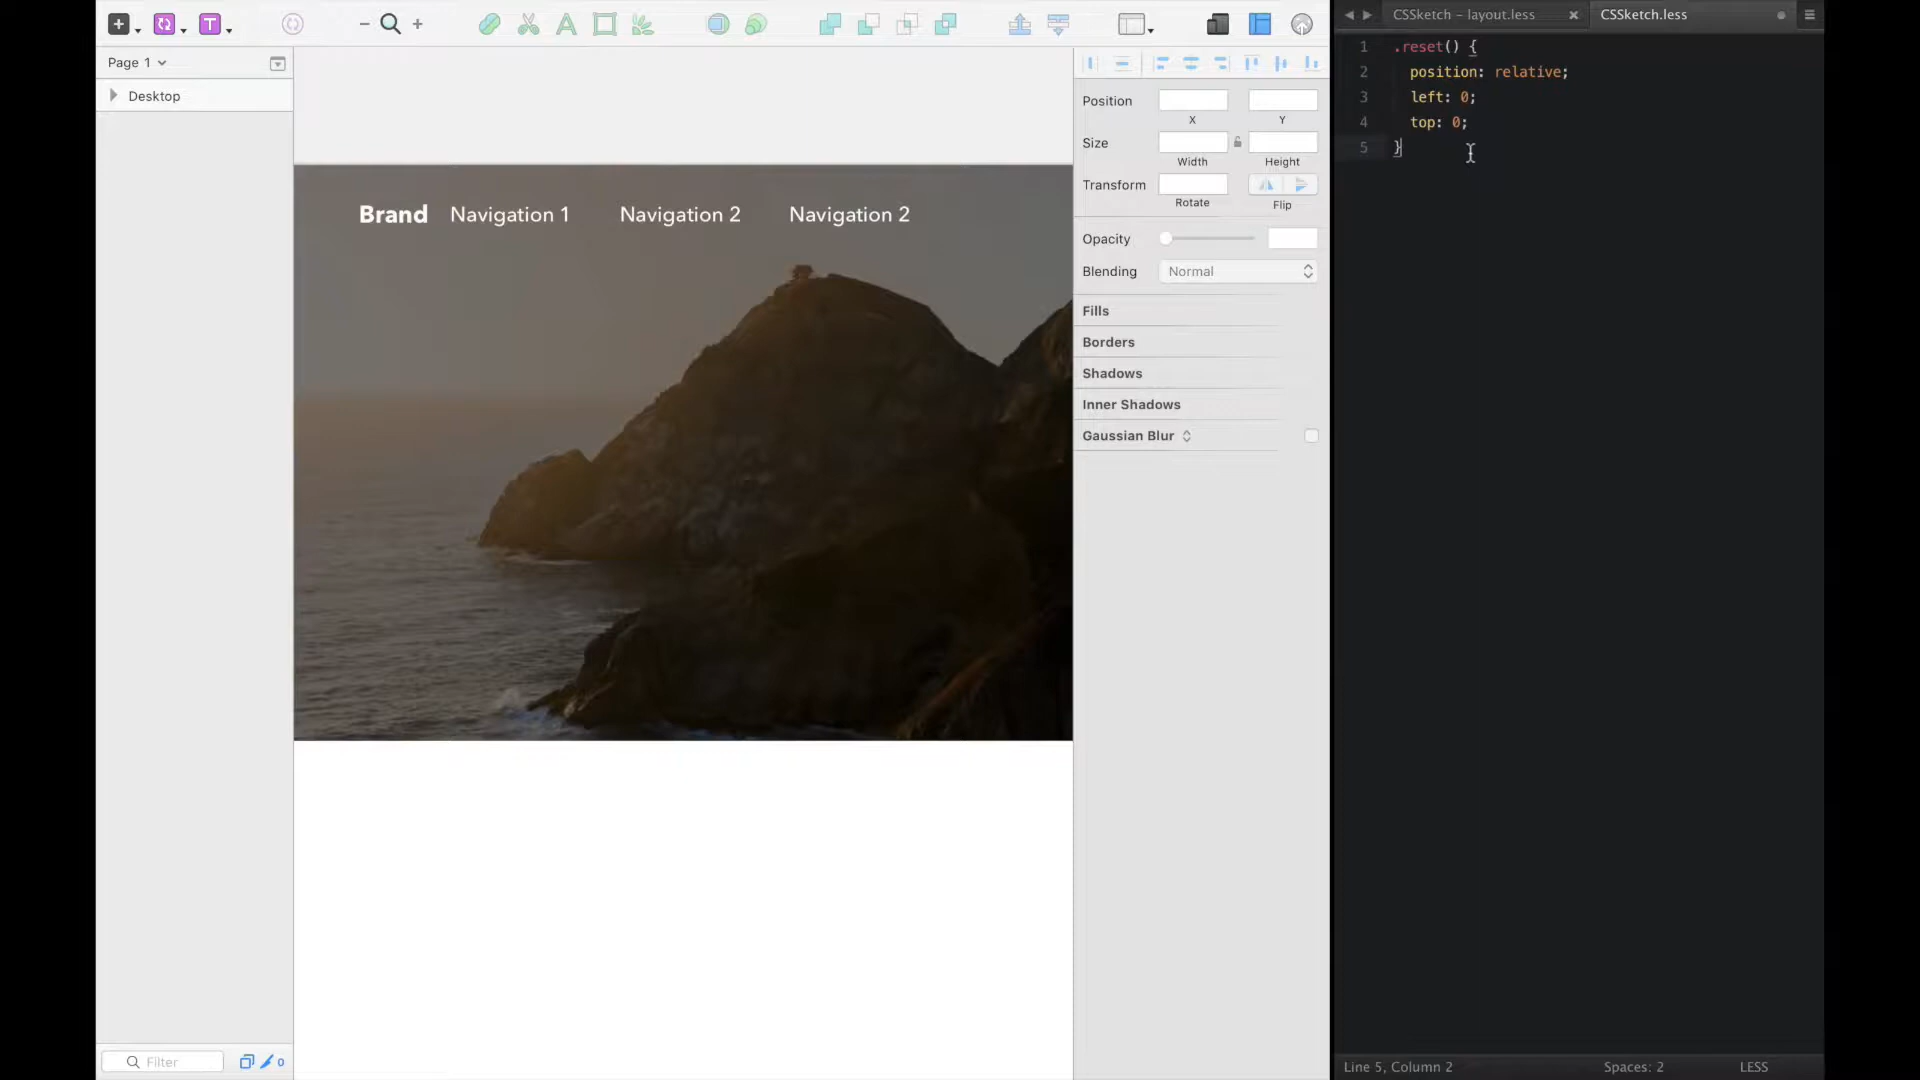 Page 1
Desktop
Filter
0
Brand Navigation 1 Navigation 2 Navigation 2
Position
X Y
Size
Width Height
Transform
Rotate Flip
Opacity
Blending Normal
Fills
Borders
Shadows
Inner Shadows
Gaussian Blur
CSSketch - layout.less CSSketch.less
1 .reset() {
2 position: relative;
3 left: 0;
4 top: 0;
5 }
Line 5, Column 2 Spaces: 2 LESS